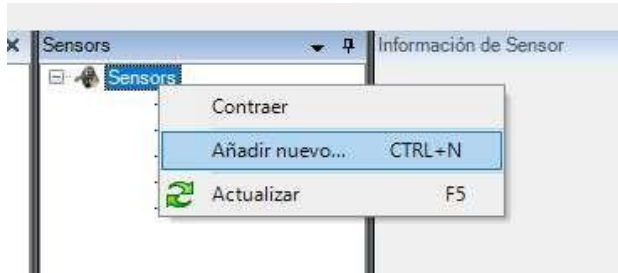 Sensors
Información de Sensor
Sensors
Contraer
Añadir nuevo... CTRL+N
Actualizar F5